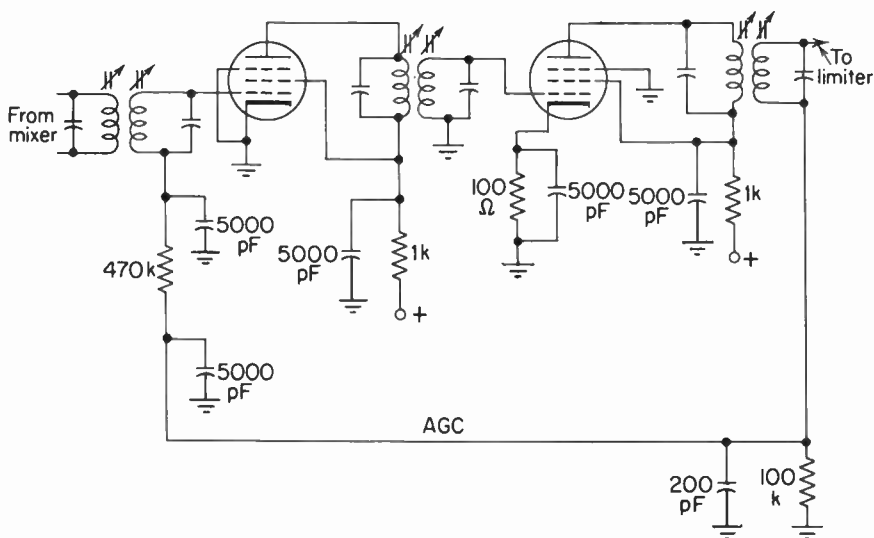 From
mixer
To
limiter
5000
pF
470k
5000
pF
1k
+
100
Ω
5000
pF
5000
pF
1k
+
5000
pF
AGC
200
pF
100
k